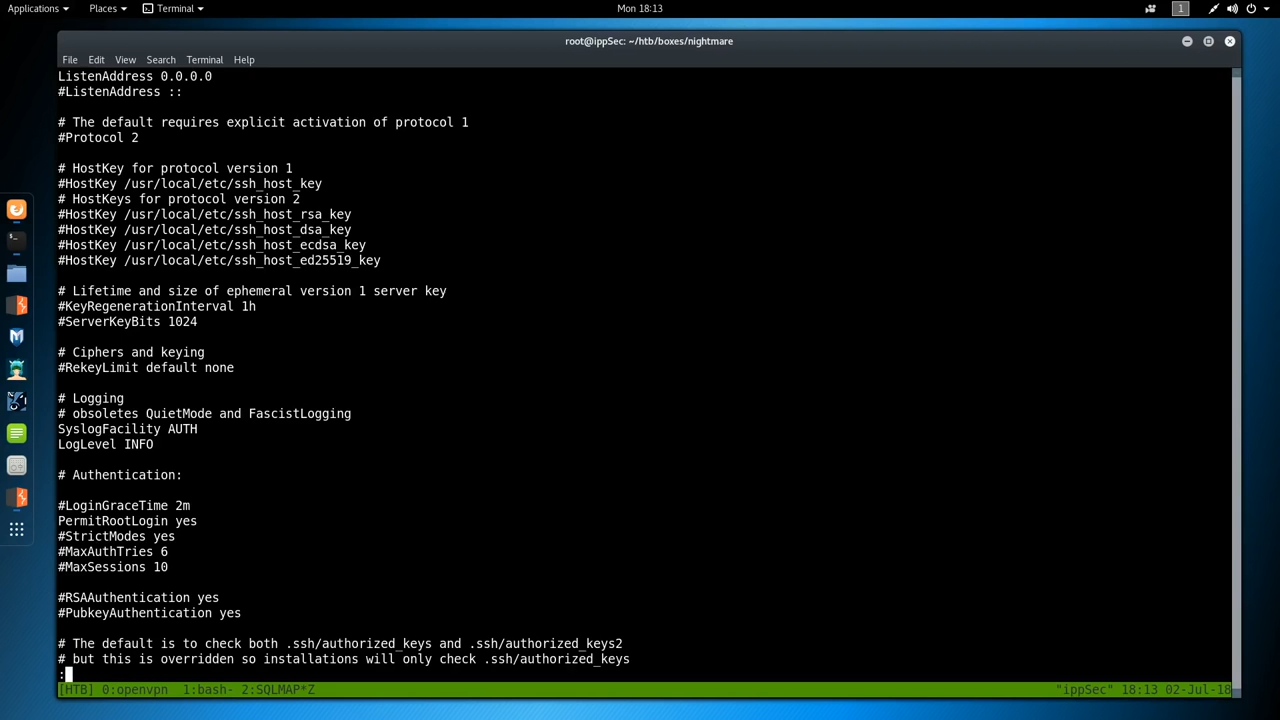 Applications
Places
Terminal
Mon 18:13
1
root@ippSec: ~/htb/boxes/nightmare
File Edit View Search Terminal Help
ListenAddress 0.0.0.0
#ListenAddress ::
# The default requires explicit activation of protocol 1
#Protocol 2
# HostKey for protocol version 1
#HostKey /usr/local/etc/ssh_host_key
# HostKeys for protocol version 2
#HostKey /usr/local/etc/ssh_host_rsa_key
#HostKey /usr/local/etc/ssh_host_dsa_key
#HostKey /usr/local/etc/ssh_host_ecdsa_key
#HostKey /usr/local/etc/ssh_host_ed25519_key
# Lifetime and size of ephemeral version 1 server key
#KeyRegenerationInterval 1h
#ServerKeyBits 1024
# Ciphers and keying
#RekeyLimit default none
# Logging
# obsoletes QuietMode and FascistLogging
SyslogFacility AUTH
LogLevel INFO
# Authentication:
#LoginGraceTime 2m
PermitRootLogin yes
#StrictModes yes
#MaxAuthTries 6
#MaxSessions 10
#RSAAuthentication yes
#PubkeyAuthentication yes
# The default is to check both .ssh/authorized_keys and .ssh/authorized_keys2
# but this is overridden so installations will only check .ssh/authorized_keys
:
[HTB] 0:openvpn  1:bash- 2:SQLMAP*Z "ippSec" 18:13 02-Jul-18